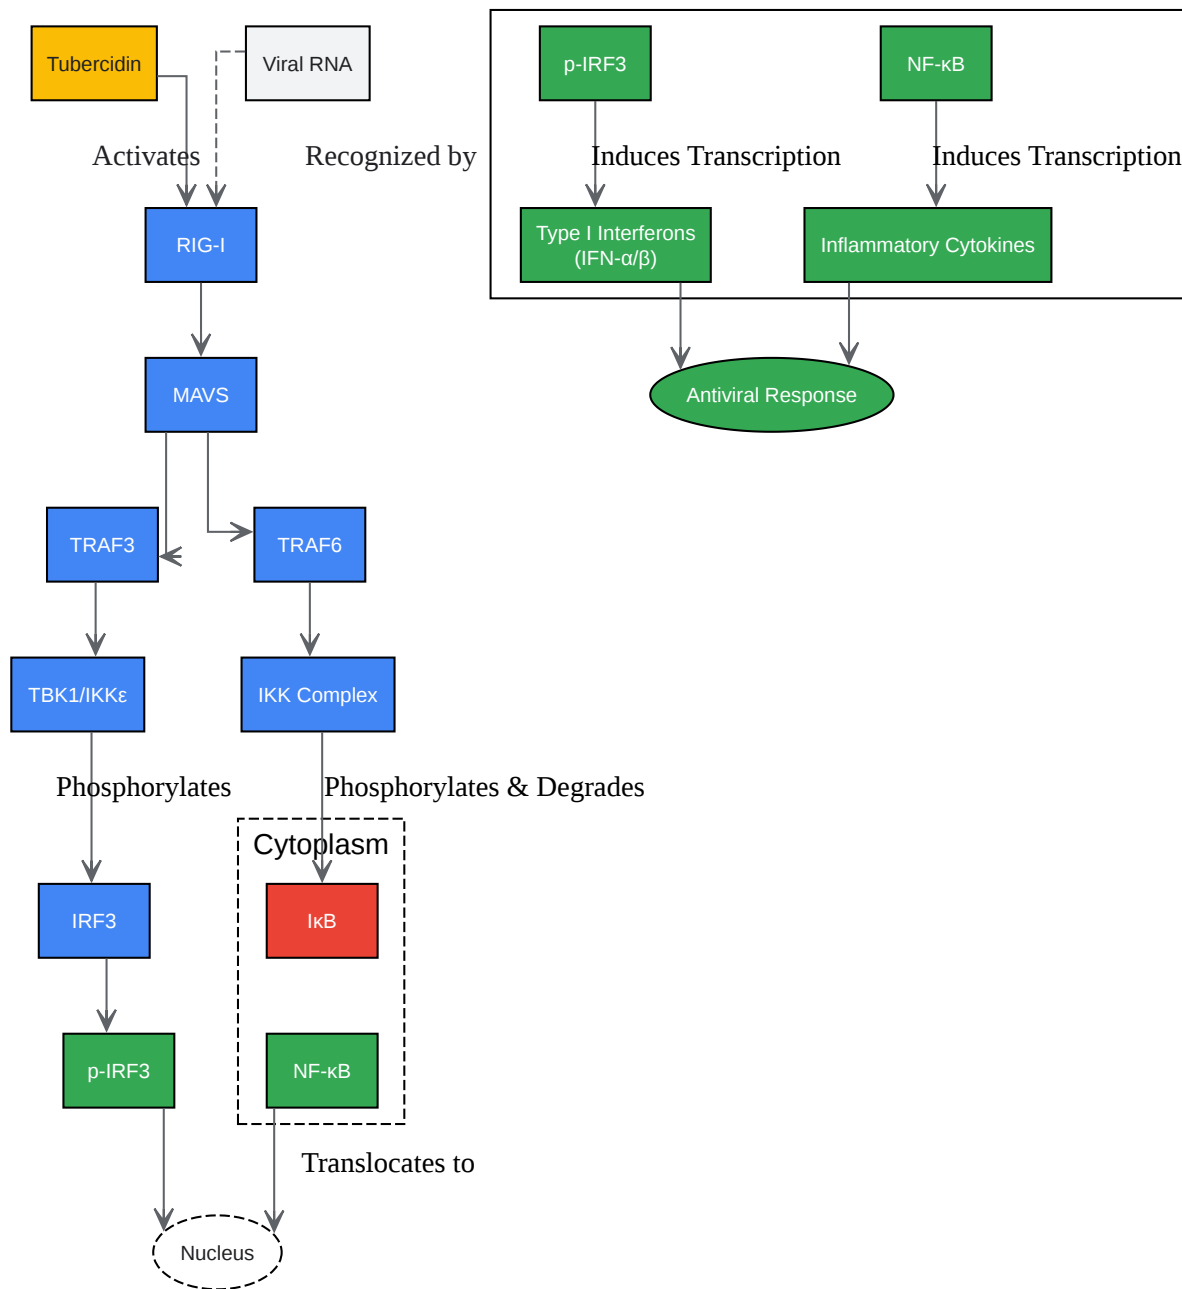 Tubercidin
Viral RNA
p-IRF3
NF-κB
Activates
Recognized by
Induces Transcription
Induces Transcription
RIG-I
Type I Interferons
(IFN-α/β)
Inflammatory Cytokines
MAVS
Antiviral Response
TRAF3
TRAF6
TBK1/IKKε
IKK Complex
Phosphorylates
Phosphorylates & Degrades
Cytoplasm
IRF3
IκB
p-IRF3
NF-κB
Translocates to
Nucleus